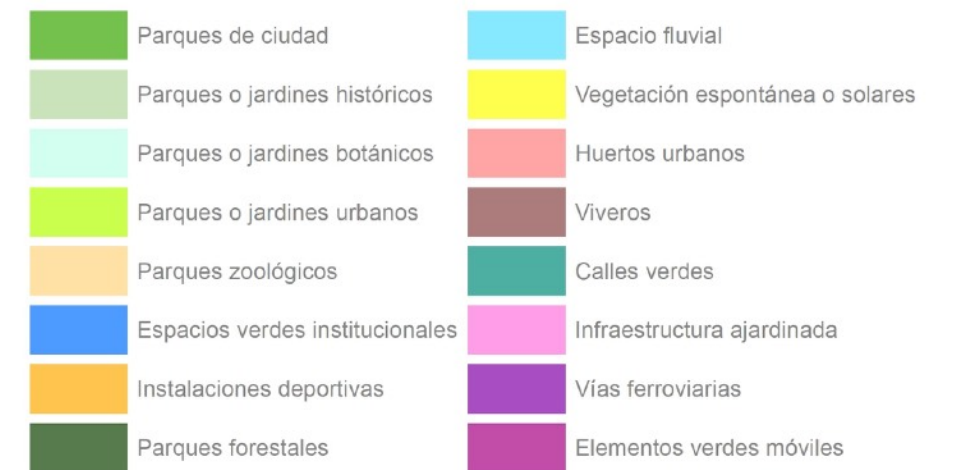 Parques de ciudad
Parques o jardines históricos
Parques o jardines botánicos
Parques o jardines urbanos
Parques zoológicos
Espacios verdes institucionales
Instalaciones deportivas
Parques forestales
Espacio fluvial
Vegetación espontánea o solares
Huertos urbanos
Viveros
Calles verdes
Infraestructura ajardinada
Vías ferroviarias
Elementos verdes móviles